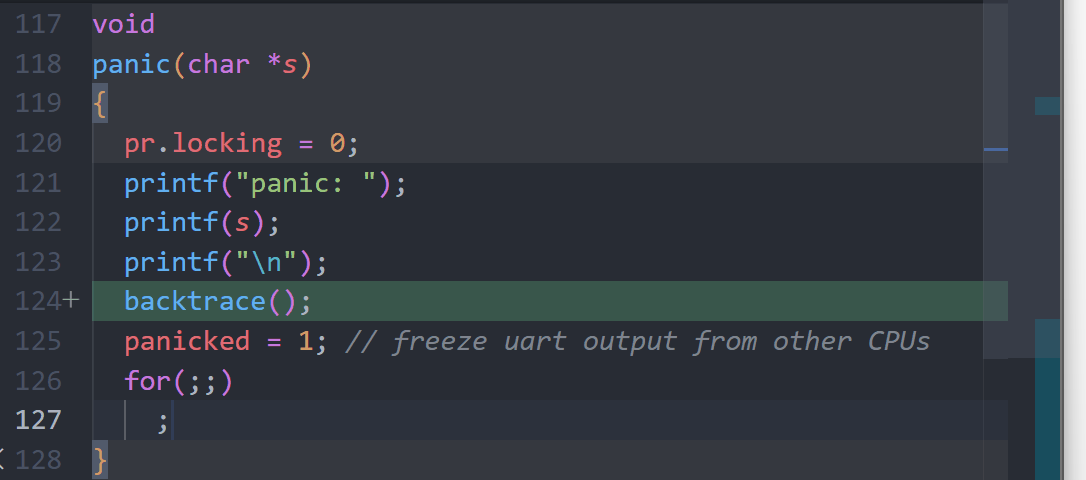 117 void
118 panic(char *s)
119 {
120   pr.locking = 0;
121   printf("panic: ");
122   printf(s);
123   printf("\n");
124+   backtrace();
125   panicked = 1; // freeze uart output from other CPUs
126   for(;;)
127     ;
128 }